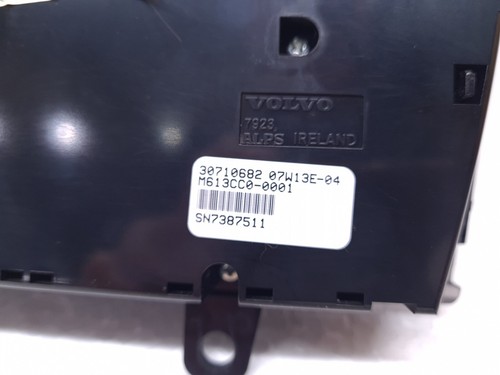 VOLVO
7923
ALPS IRELAND
30710682 07W13E-04
M613CC0-0001
SN7387511